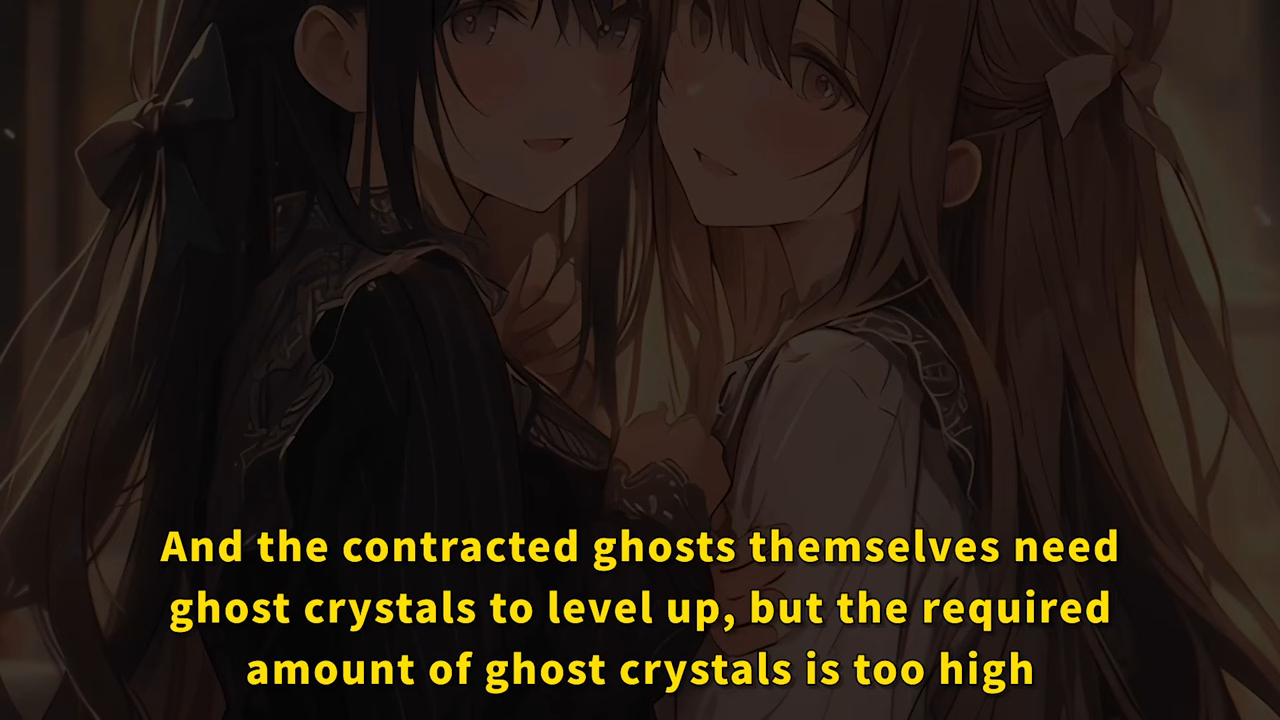 And the contracted ghosts themselves need
ghost crystals to level up, but the required
amount of ghost crystals is too high